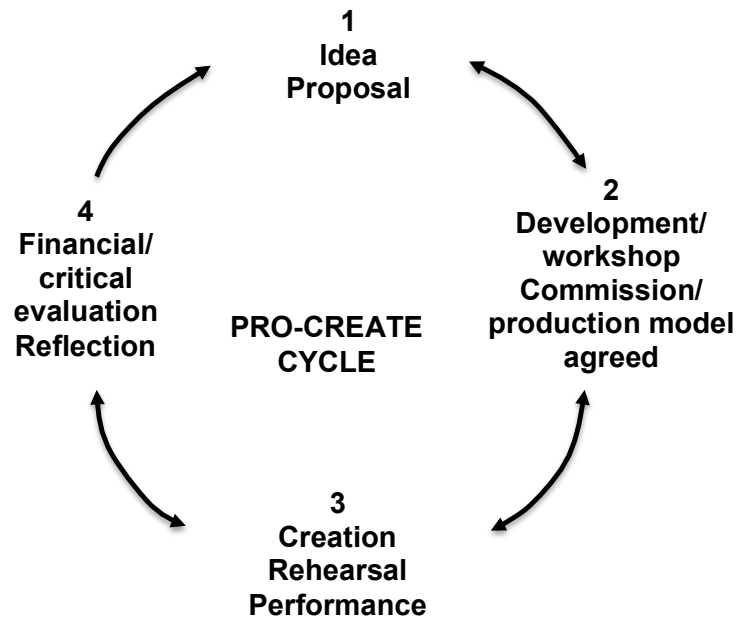 1
Idea
Proposal
2
Development/
workshop
Commission/
production model
agreed
3
Creation
Rehearsal
Performance
4
Financial/
critical
evaluation
Reflection
PRO-CREATE
CYCLE